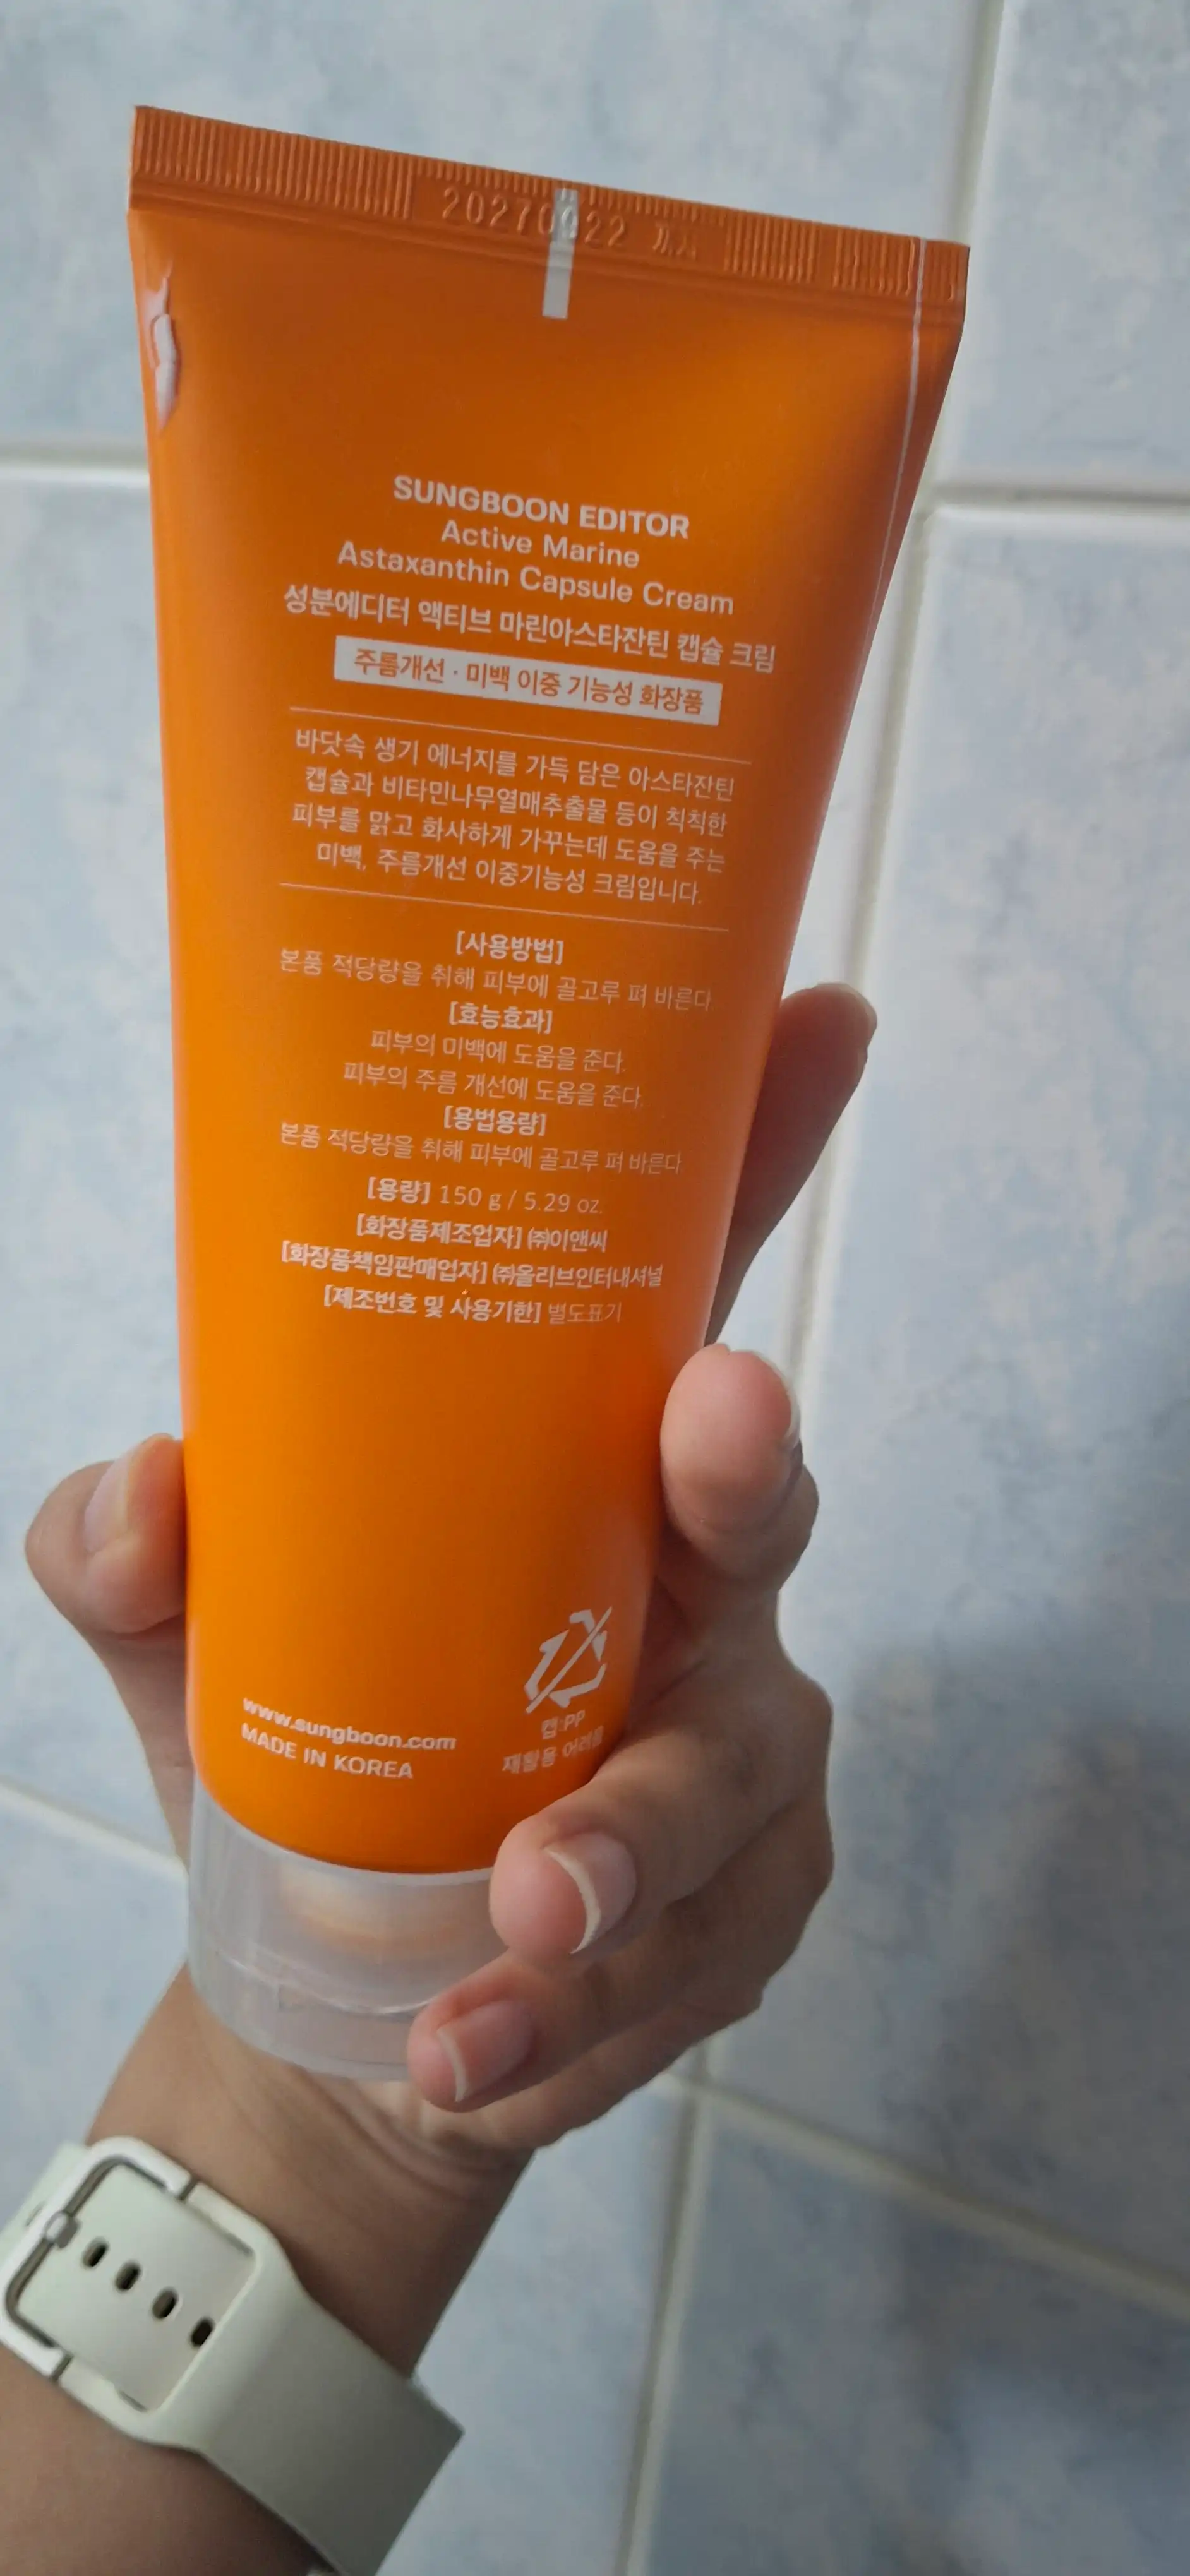 20270922 까지
SUNGBOON EDITOR
Active Marine
Astaxanthin Capsule Cream
성분에디터 액티브 마린아스타잔틴 캡슐 크림
주름개선 · 미백 이중 기능성 화장품
바닷속 생기 에너지를 가득 담은 아스타잔틴
캡슐과 비타민나무열매추출물 등이 칙칙한
피부를 맑고 화사하게 가꾸는데 도움을 주는
미백, 주름개선 이중기능성 크림입니다.
[사용방법]
본품 적당량을 취해 피부에 골고루 펴 바른다.
[효능효과]
피부의 미백에 도움을 준다.
피부의 주름 개선에 도움을 준다.
[용법용량]
본품 적당량을 취해 피부에 골고루 펴 바른다.
[용량] 150 g / 5.29 oz.
[화장품제조업자] ㈜이앤씨
[화장품책임판매업자] ㈜올리브인터내셔널
[제조번호 및 사용기한] 별도표기
www.sungboon.com
MADE IN KOREA
캡:PP
재활용 어려움